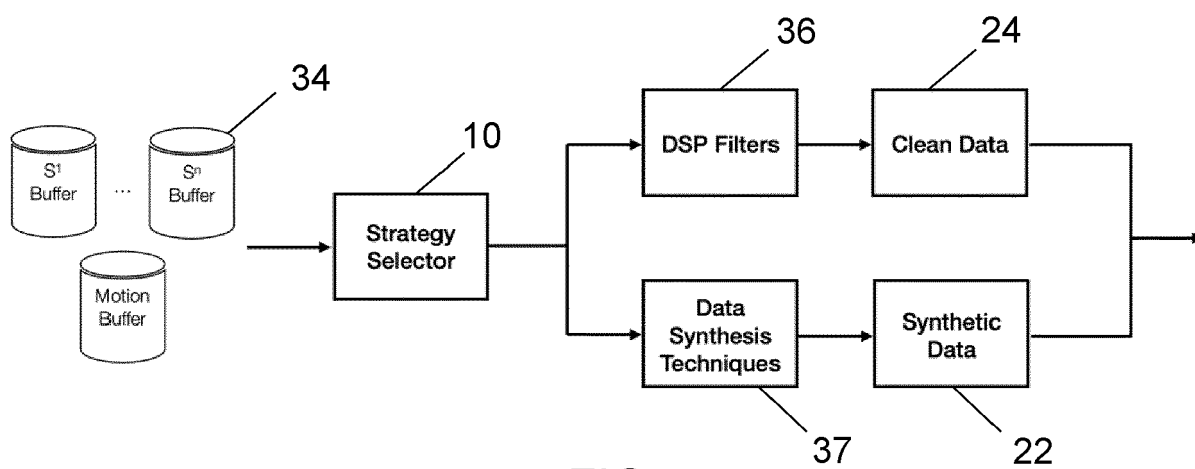 36
24
34
10
DSP Filters
Clean Data
S¹
Buffer
...
Sⁿ
Buffer
Strategy
Selector
Motion
Buffer
Data
Synthesis
Techniques
Synthetic
Data
37
22